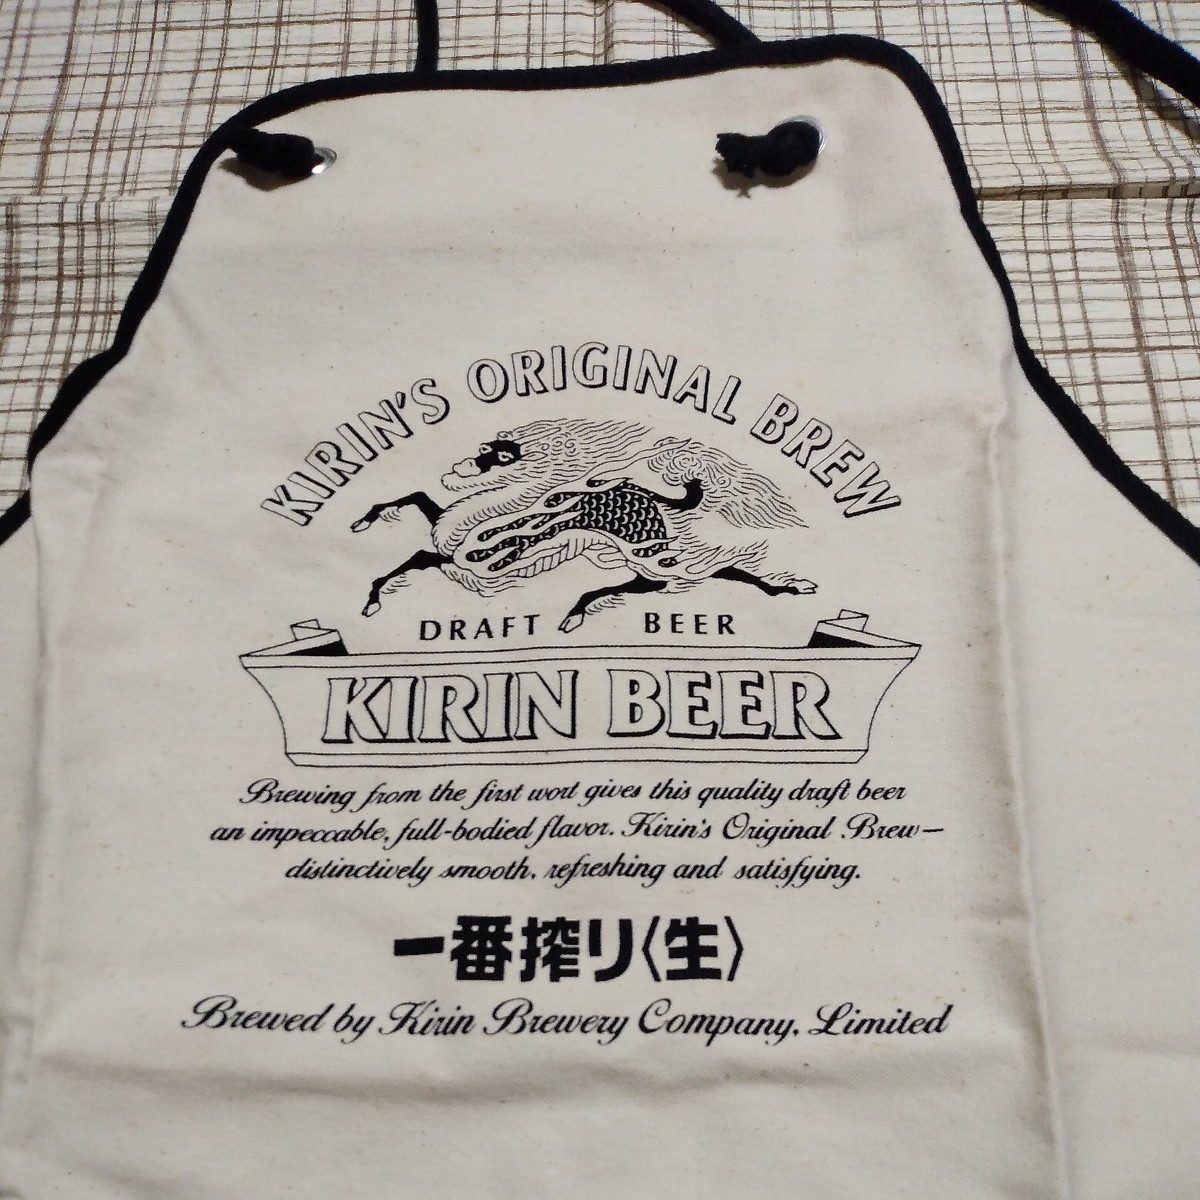 KIRIN'S ORIGINAL BREW
DRAFT BEER
KIRIN BEER
Brewing from the first wort gives this quality draft beer
an impeccable, full-bodied flavor. Kirin's Original Brew—
distinctively smooth, refreshing and satisfying.
一番搾り〈生〉
Brewed by Kirin Brewery Company, Limited